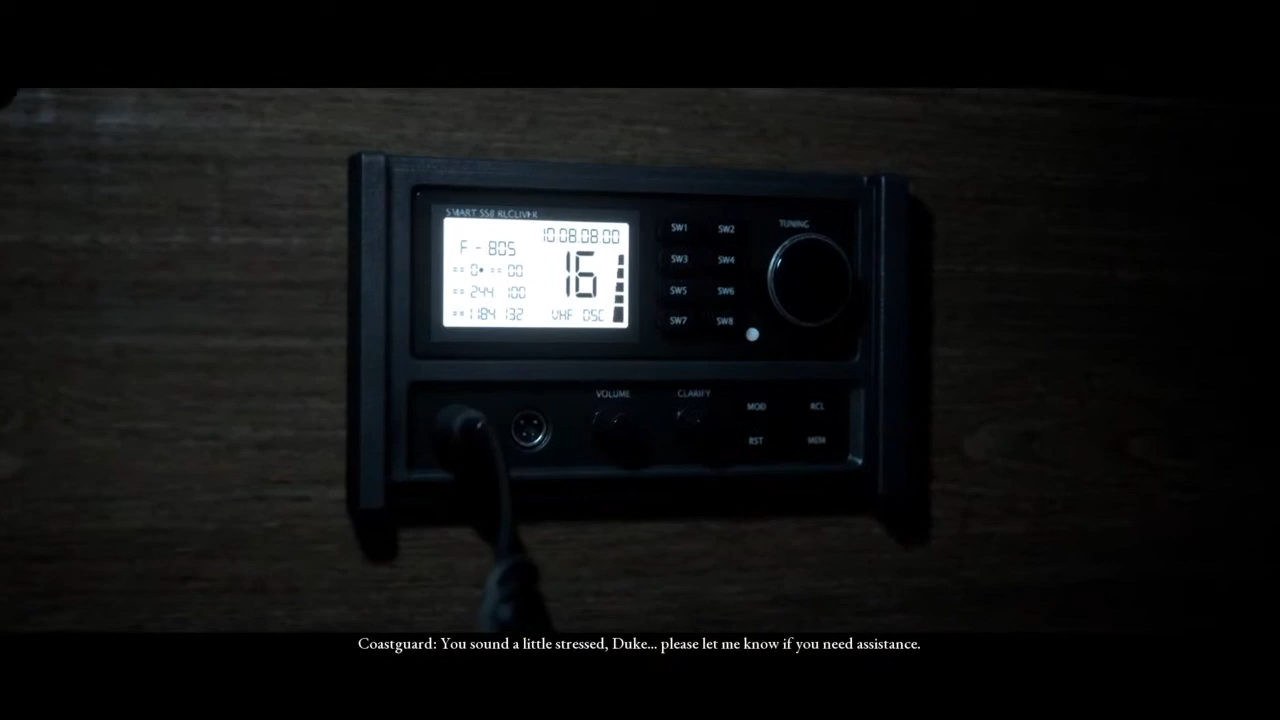 SMART SSB RECEIVER
10:08:08:00
F - 805
16
== 0• == 00
== 244 100
== 1184 132
VHF DSC
SW1 SW2
SW3 SW4
SW5 SW6
SW7 SW8
TUNING
VOLUME
CLARIFY
MOD
RCL
RST
MEM
Coastguard: You sound a little stressed, Duke... please let me know if you need assistance.